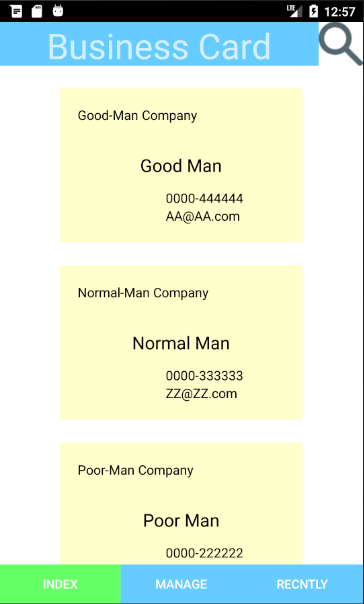 LTE 12:57
Business Card
Good-Man Company
Good Man
0000-444444
AA@AA.com
Normal-Man Company
Normal Man
0000-333333
ZZ@ZZ.com
Poor-Man Company
Poor Man
0000-222222
INDEX MANAGE RECNTLY